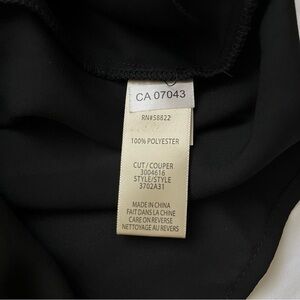 CA 07043
RN#58822
100% POLYESTER
CUT/COUPER
3004616
STYLE/STYLE
3702A31
MADE IN CHINA
FAIT DANS LA CHINE
CARE ON REVERSE
NETTOYAGE AU REVERS